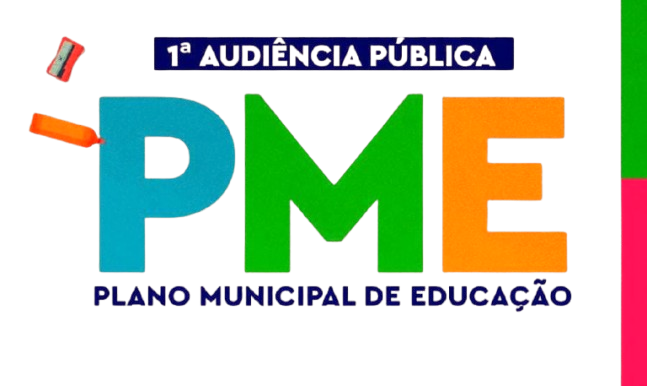 1ª AUDIÊNCIA PÚBLICA
PME
PLANO MUNICIPAL DE EDUCAÇÃO